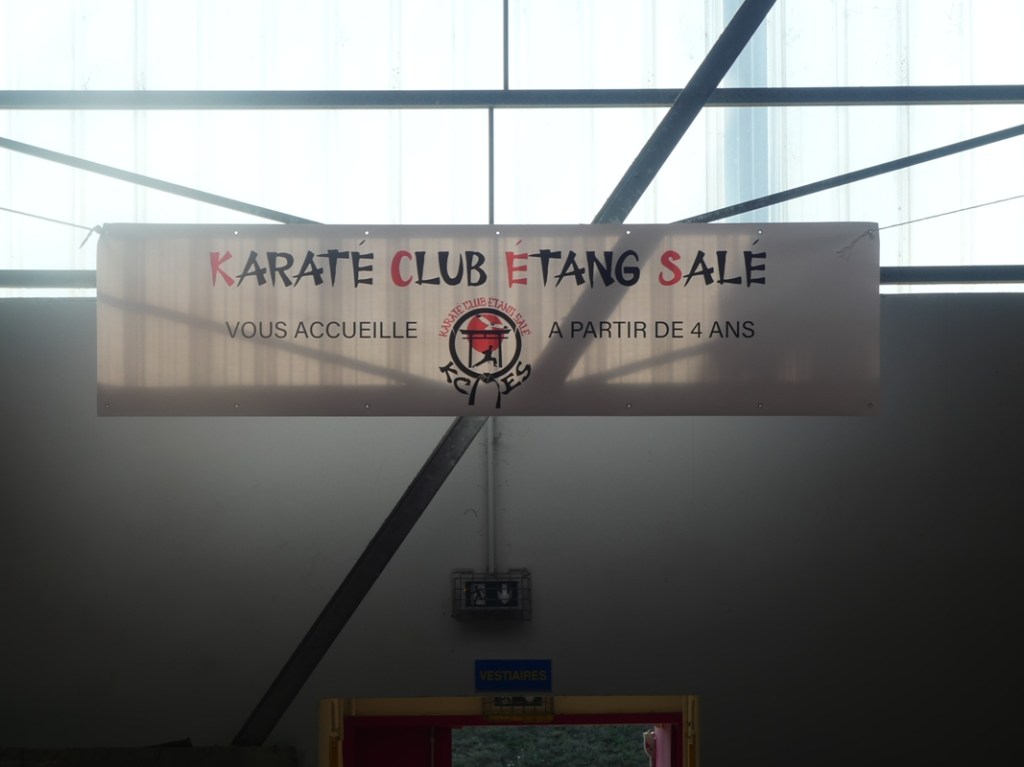 KARATÉ CLUB ÉTANG SALÉ
VOUS ACCUEILLE
KARATÉ CLUB ÉTANG SALÉ
KCES
A PARTIR DE 4 ANS
VESTIAIRES